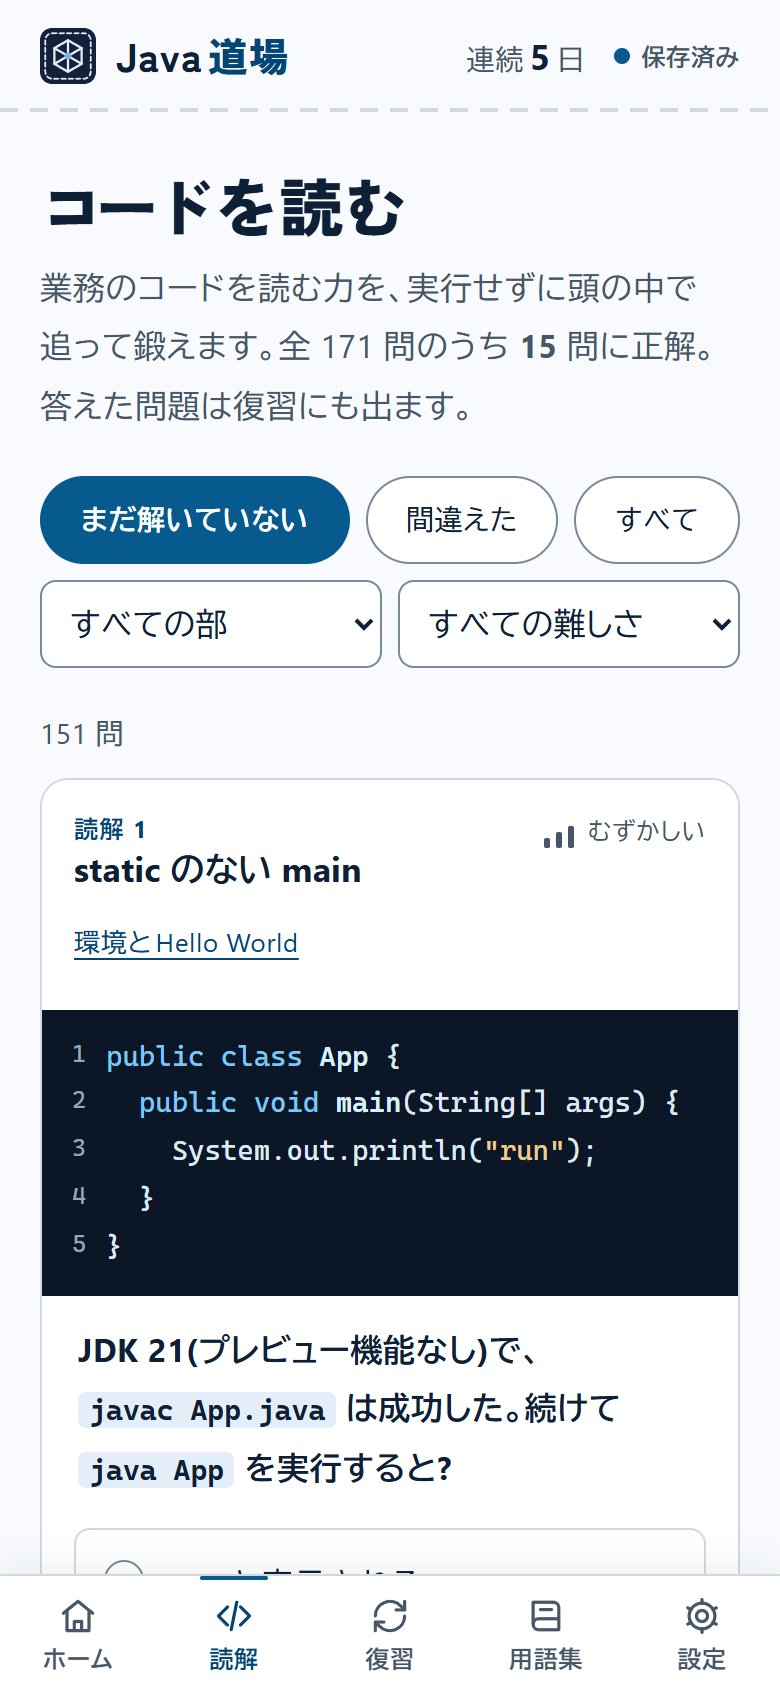 Java道場
連続 5 日
保存済み
コードを読む
業務のコードを読む力を、実行せずに頭の中で
追って鍛えます。全 171 問のうち 15 問に正解。
答えた問題は復習にも出ます。
まだ解いていない
間違えた
すべて
すべての部
すべての難しさ
151 問
読解 1
むずかしい
static のない main
環境とHello World
1 public class App {
2   public void main(String[] args) {
3     System.out.println("run");
4   }
5 }
JDK 21(プレビュー機能なし)で、
javac App.java は成功した。続けて
java App を実行すると?
ホーム
読解
復習
用語集
設定